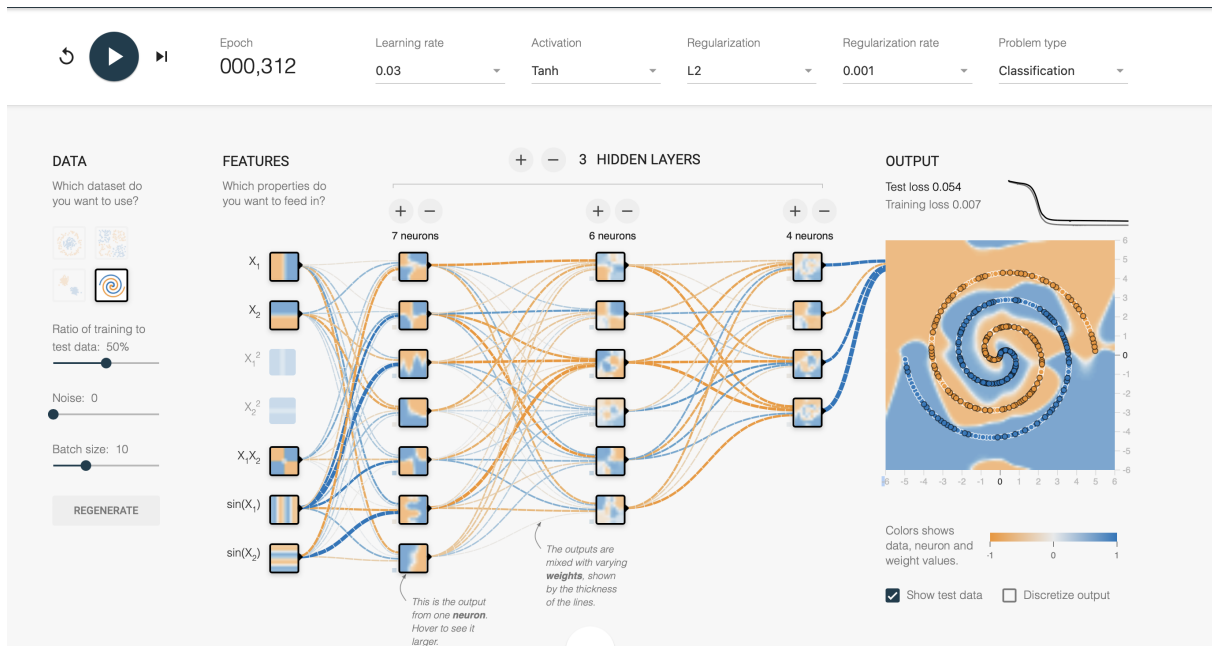 Epoch
000,312
Learning rate
0.03
Activation
Tanh
Regularization
L2
Regularization rate
0.001
Problem type
Classification
DATA
Which dataset do
you want to use?
Ratio of training to
test data: 50%
Noise: 0
Batch size: 10
REGENERATE
FEATURES
Which properties do
you want to feed in?
X1
X2
X1²
X2²
X1X2
sin(X1)
sin(X2)
+ − 3 HIDDEN LAYERS
+ −
7 neurons
+ −
6 neurons
+ −
4 neurons
This is the output
from one neuron.
Hover to see it
larger.
The outputs are
mixed with varying
weights, shown
by the thickness
of the lines.
OUTPUT
Test loss 0.054
Training loss 0.007
6
5
4
3
2
1
0
-1
-2
-3
-4
-5
-6
-6 -5 -4 -3 -2 -1 0 1 2 3 4 5 6
Colors shows
data, neuron and
weight values.
-1 0 1
Show test data
Discretize output